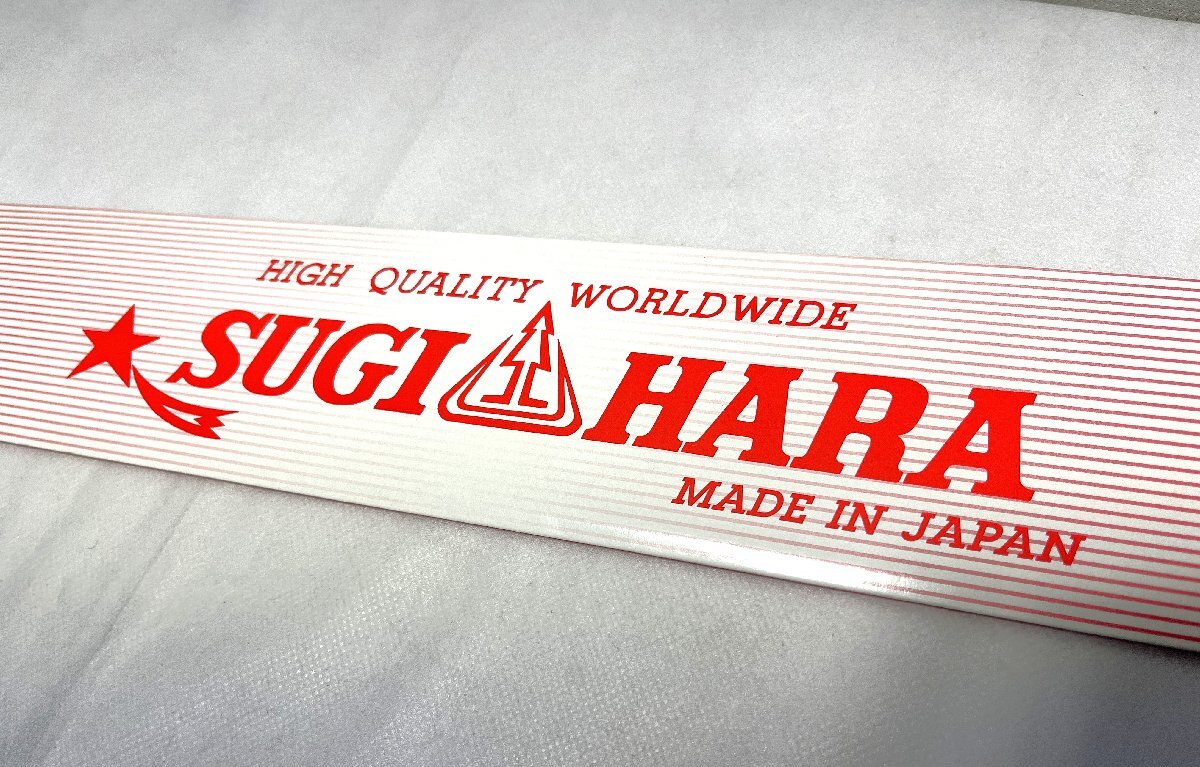 HIGH QUALITY WORLDWIDE
SUGI HARA
MADE IN JAPAN